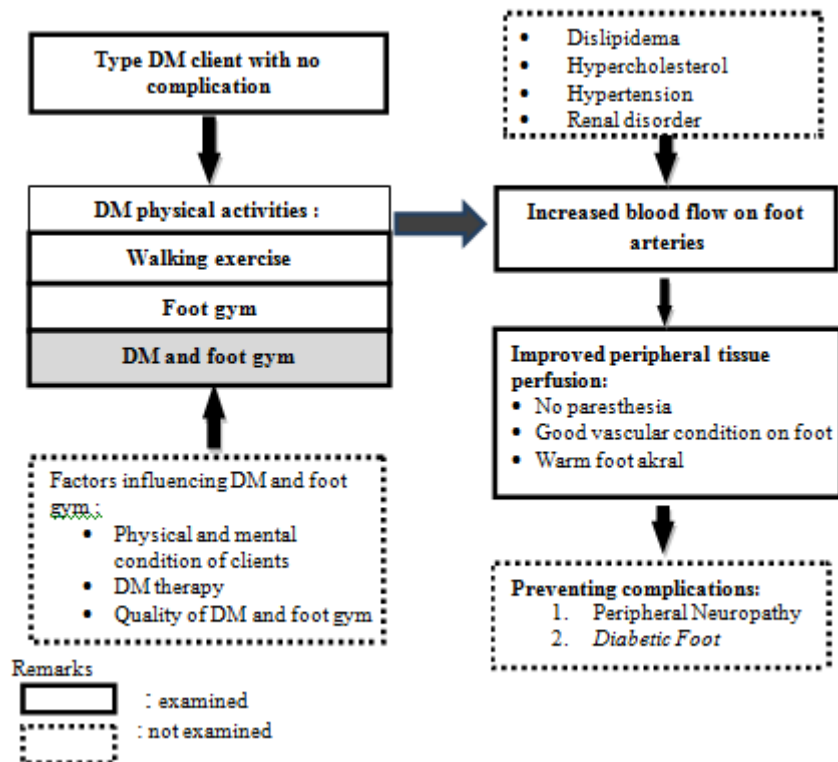 Type DM client with no
complication
DM physical activities :
Walking exercise
Foot gym
DM and foot gym
Factors influencing DM and foot
gym :
• Physical and mental
condition of clients
• DM therapy
• Quality of DM and foot gym
• Dislipidema
• Hypercholesterol
• Hypertension
• Renal disorder
Increased blood flow on foot
arteries
Improved peripheral tissue
perfusion:
• No paresthesia
• Good vascular condition on foot
• Warm foot akral
Preventing complications:
1. Peripheral Neuropathy
2. Diabetic Foot
Remarks
: examined
: not examined